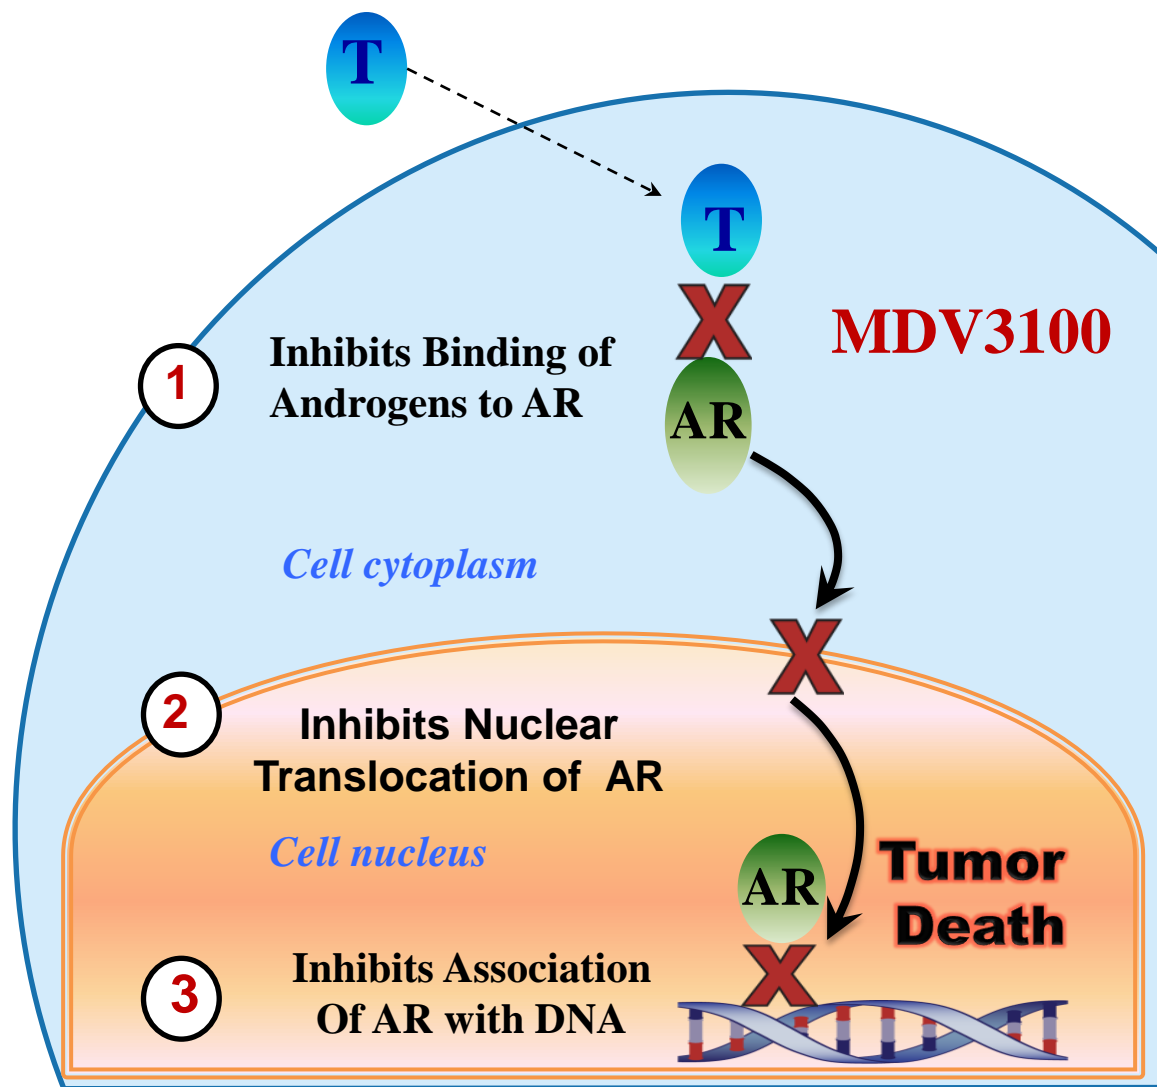 T
T
MDV3100
1
Inhibits Binding of
Androgens to AR
AR
Cell cytoplasm
2
Inhibits Nuclear
Translocation of AR
Cell nucleus
AR
Tumor
Death
3
Inhibits Association
Of AR with DNA